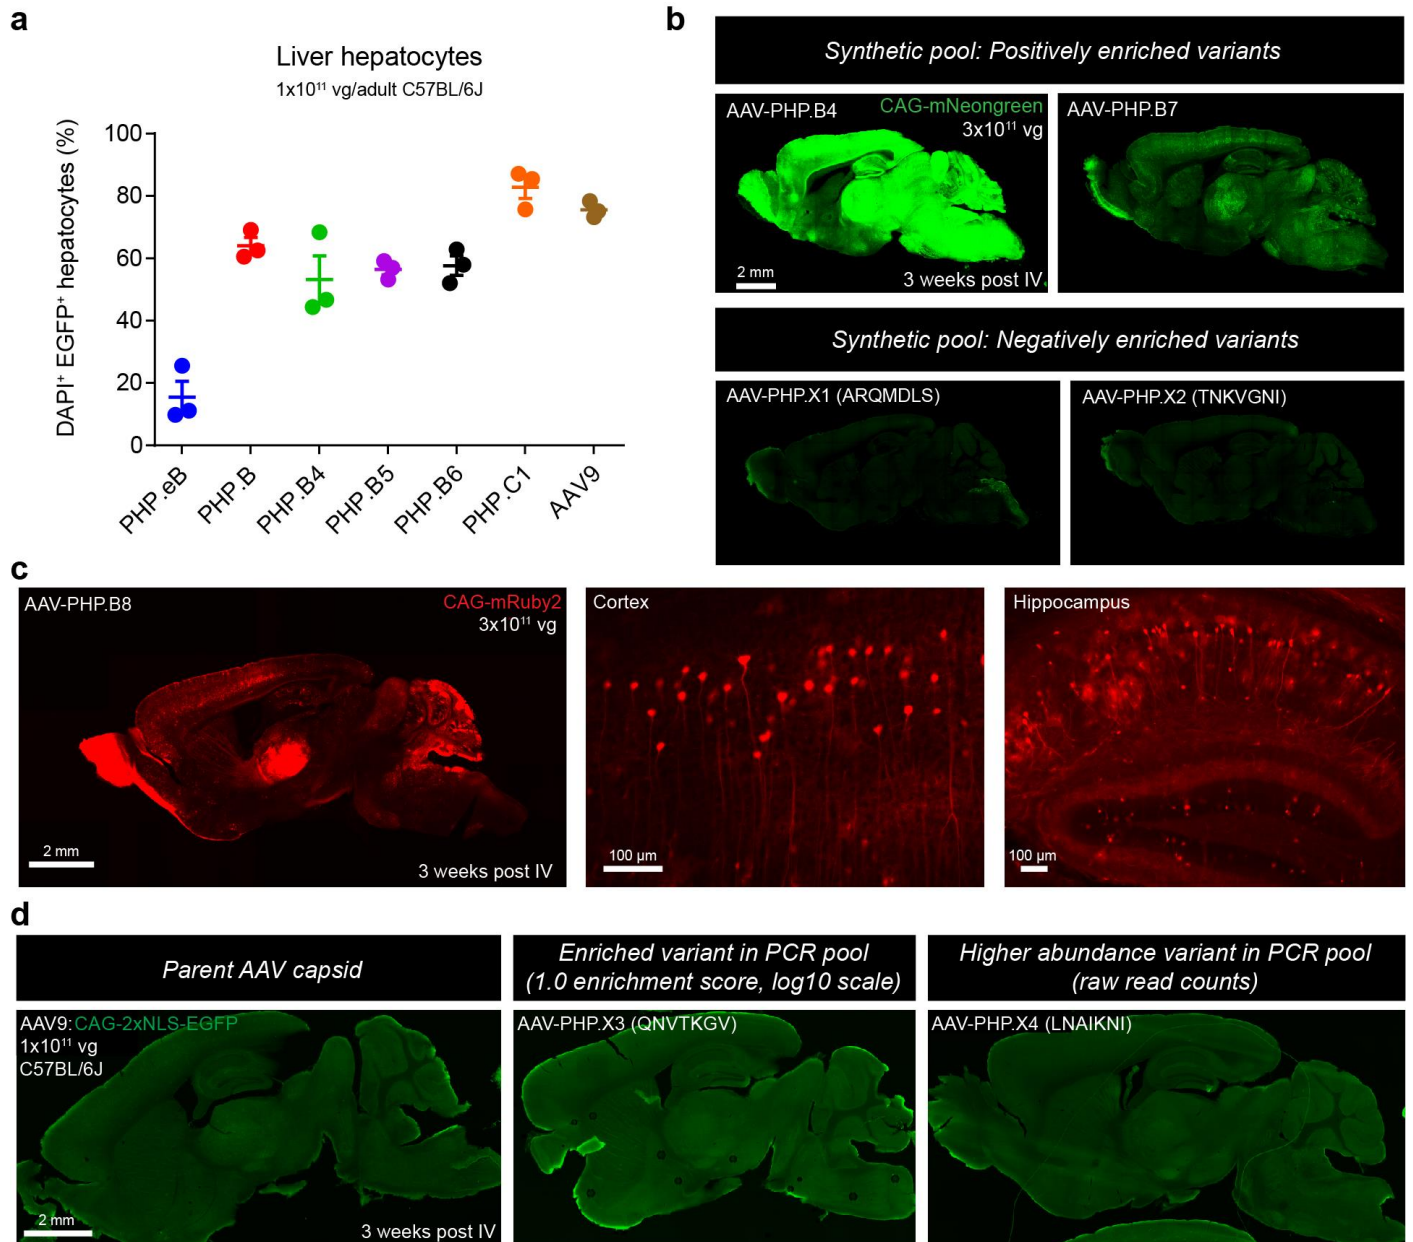 a
Liver hepatocytes
1x10¹¹ vg/adult C57BL/6J
DAPI⁺ EGFP⁺ hepatocytes (%)
100
80
60
40
20
0
PHP.eB
PHP.B
PHP.B4
PHP.B5
PHP.B6
PHP.C1
AAV9
b
Synthetic pool: Positively enriched variants
AAV-PHP.B4
CAG-mNeongreen
3x10¹¹ vg
2 mm
3 weeks post IV
AAV-PHP.B7
Synthetic pool: Negatively enriched variants
AAV-PHP.X1 (ARQMDLS)
AAV-PHP.X2 (TNKVGNI)
c
AAV-PHP.B8
CAG-mRuby2
3x10¹¹ vg
2 mm
3 weeks post IV
Cortex
100 µm
Hippocampus
100 µm
d
Parent AAV capsid
AAV9:CAG-2xNLS-EGFP
1x10¹¹ vg
C57BL/6J
2 mm
3 weeks post IV
Enriched variant in PCR pool
(1.0 enrichment score, log10 scale)
AAV-PHP.X3 (QNVTKGV)
Higher abundance variant in PCR pool
(raw read counts)
AAV-PHP.X4 (LNAIKNI)